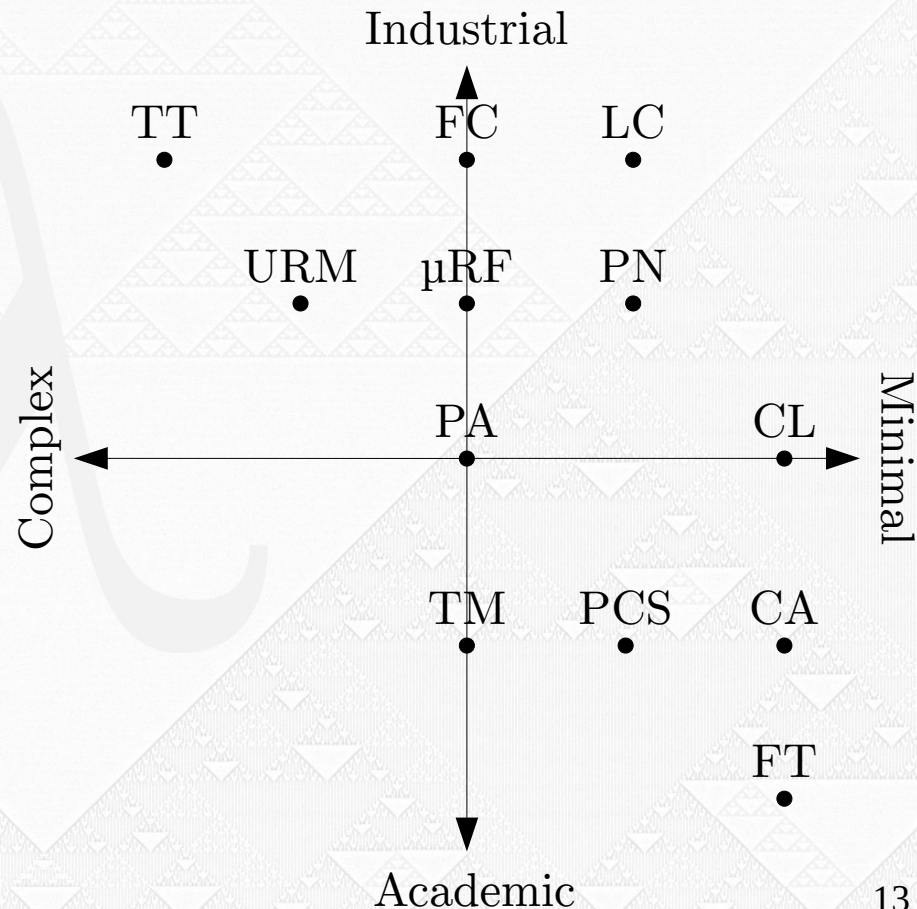 Industrial
TT FC LC
URM µRF PN
Complex
PA CL
Minimal
TM PCS CA
FT
Academic
13